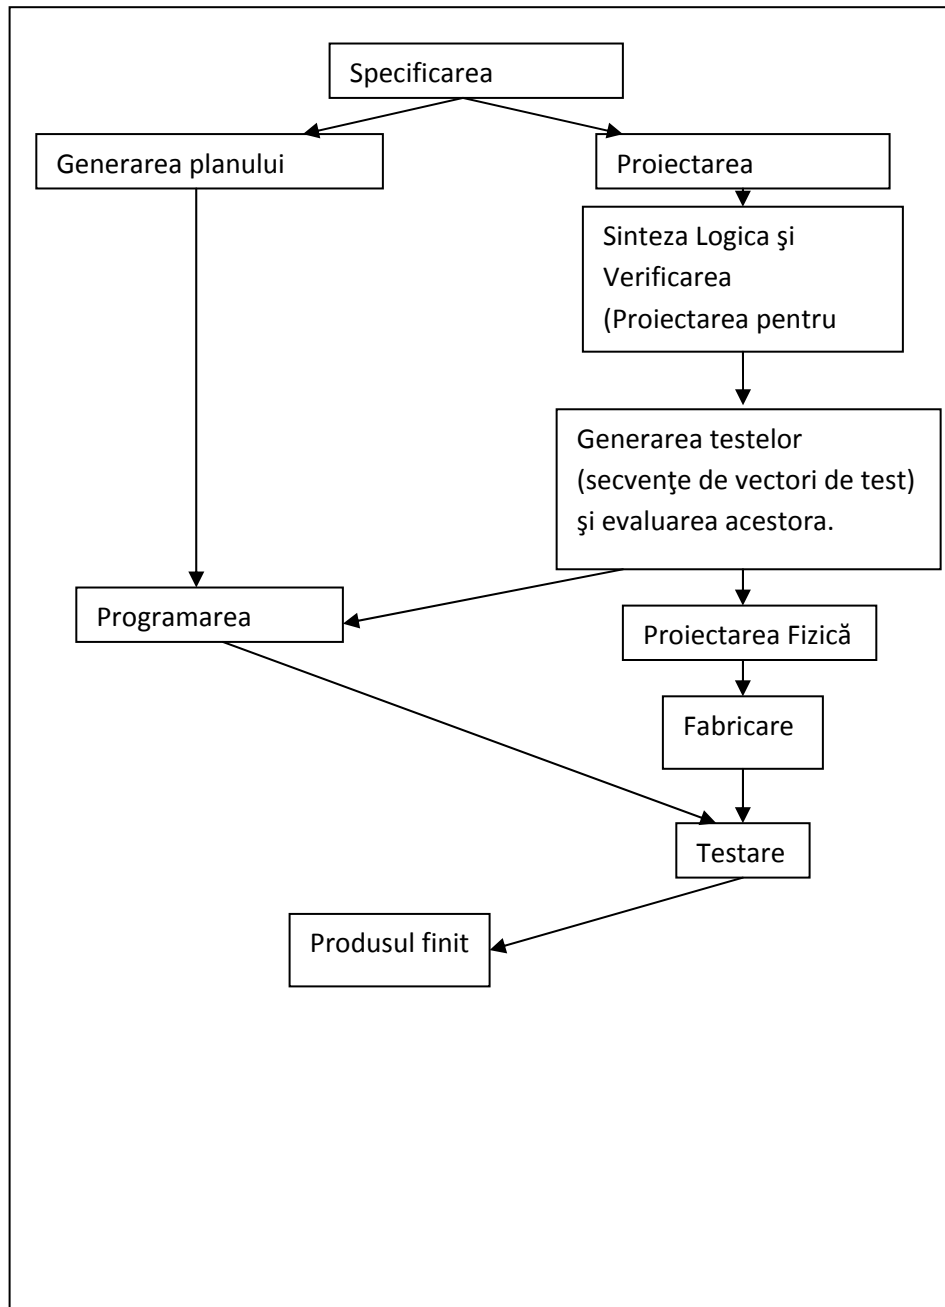 Specificarea
Generarea planului
Proiectarea
Sinteza Logica şi
Verificarea
(Proiectarea pentru
Generarea testelor
(secvenţe de vectori de test)
şi evaluarea acestora.
Programarea
Proiectarea Fizică
Fabricare
Testare
Produsul finit